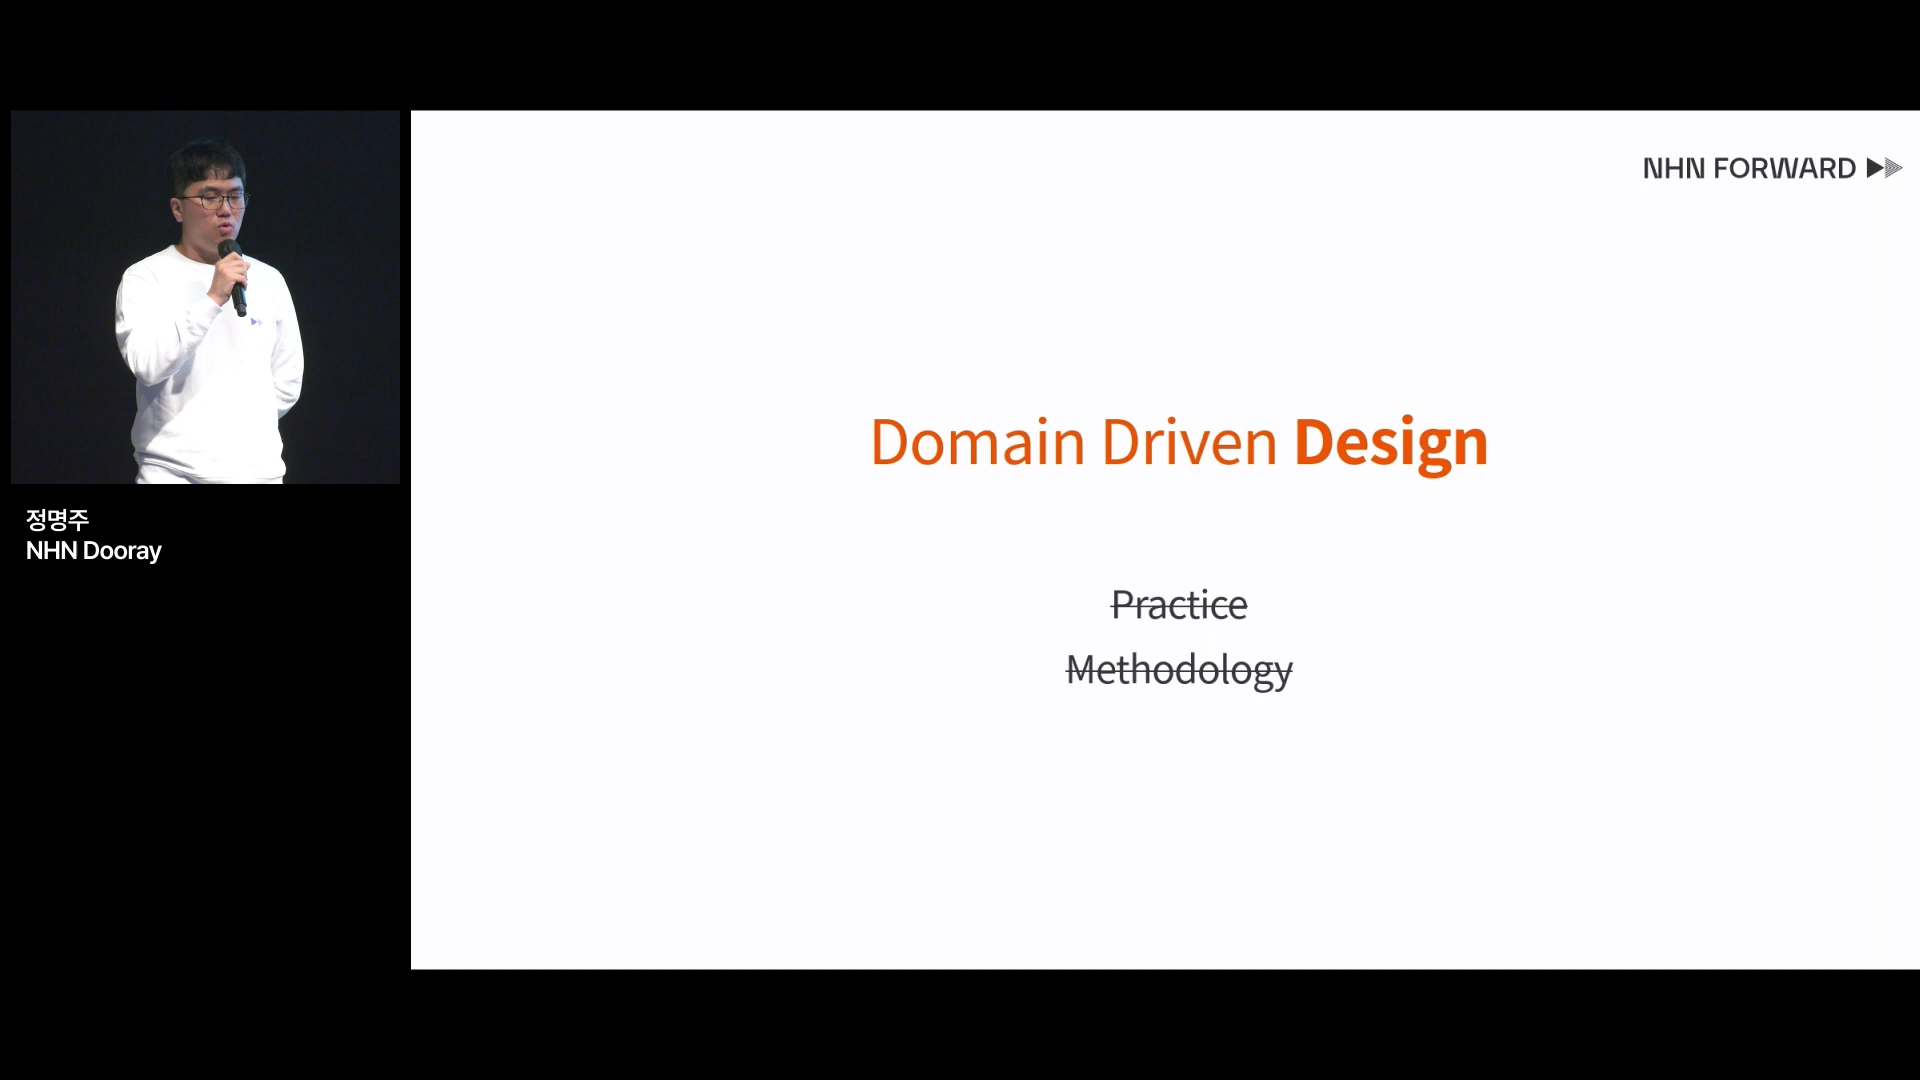 NHN FORWARD
Domain Driven Design
Practice
Methodology
정명주
NHN Dooray